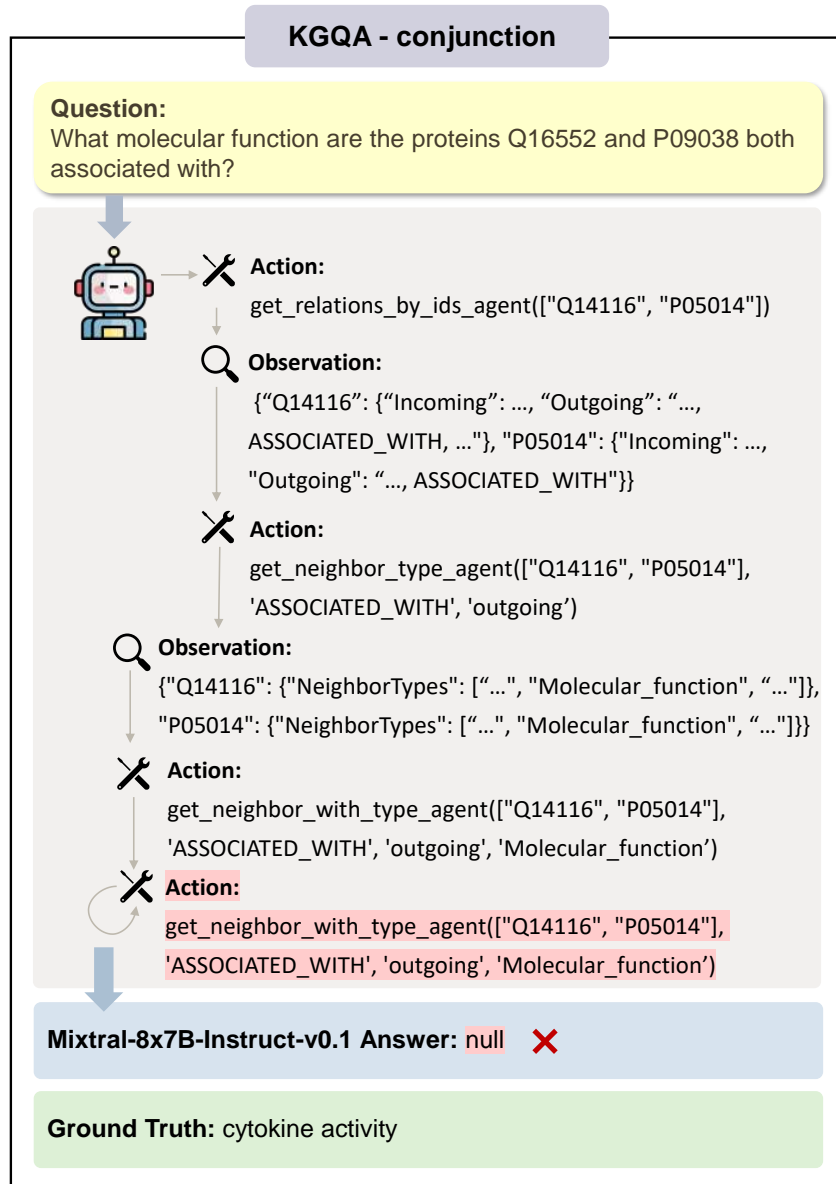 KGQA - conjunction
Question:
What molecular function are the proteins Q16552 and P09038 both
associated with?
Action:
get_relations_by_ids_agent(["Q14116", "P05014"])
Observation:
{“Q14116”: {“Incoming”: …, “Outgoing”: “…,
ASSOCIATED_WITH, …"}, "P05014": {"Incoming": …,
"Outgoing": “…, ASSOCIATED_WITH"}}
Action:
get_neighbor_type_agent(["Q14116", "P05014"],
'ASSOCIATED_WITH', 'outgoing’)
Observation:
{"Q14116": {"NeighborTypes": [“…", "Molecular_function", “…"]},
"P05014": {"NeighborTypes": [“…", "Molecular_function", “…"]}}
Action:
get_neighbor_with_type_agent(["Q14116", "P05014"],
'ASSOCIATED_WITH', 'outgoing', 'Molecular_function’)
Action:
get_neighbor_with_type_agent(["Q14116", "P05014"],
'ASSOCIATED_WITH', 'outgoing', 'Molecular_function’)
Mixtral-8x7B-Instruct-v0.1 Answer: null
Ground Truth: cytokine activity